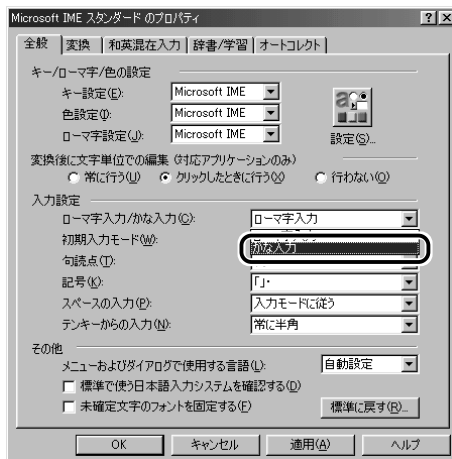 Microsoft IME スタンダード のプロパティ
全般 変換 和英混在入力 辞書/学習 オートコレクト
キー/ローマ字/色の設定
キー設定(E): Microsoft IME
色設定(I): Microsoft IME
ローマ字設定(J): Microsoft IME
設定(S)...
変換後に文字単位での編集 (対応アプリケーションのみ)
常に行う(U) クリックしたときに行う(X) 行わない(O)
入力設定
ローマ字入力/かな入力(C): ローマ字入力
初期入力モード(W):
かな入力
句読点(T):
記号(K): 「」・
スペースの入力(P): 入力モードに従う
テンキーからの入力(N): 常に半角
その他
メニューおよびダイアログで使用する言語(L): 自動設定
標準で使う日本語入力システムを確認する(D)
未確定文字のフォントを固定する(F) 標準に戻す(R)...
OK キャンセル 適用(A) ヘルプ